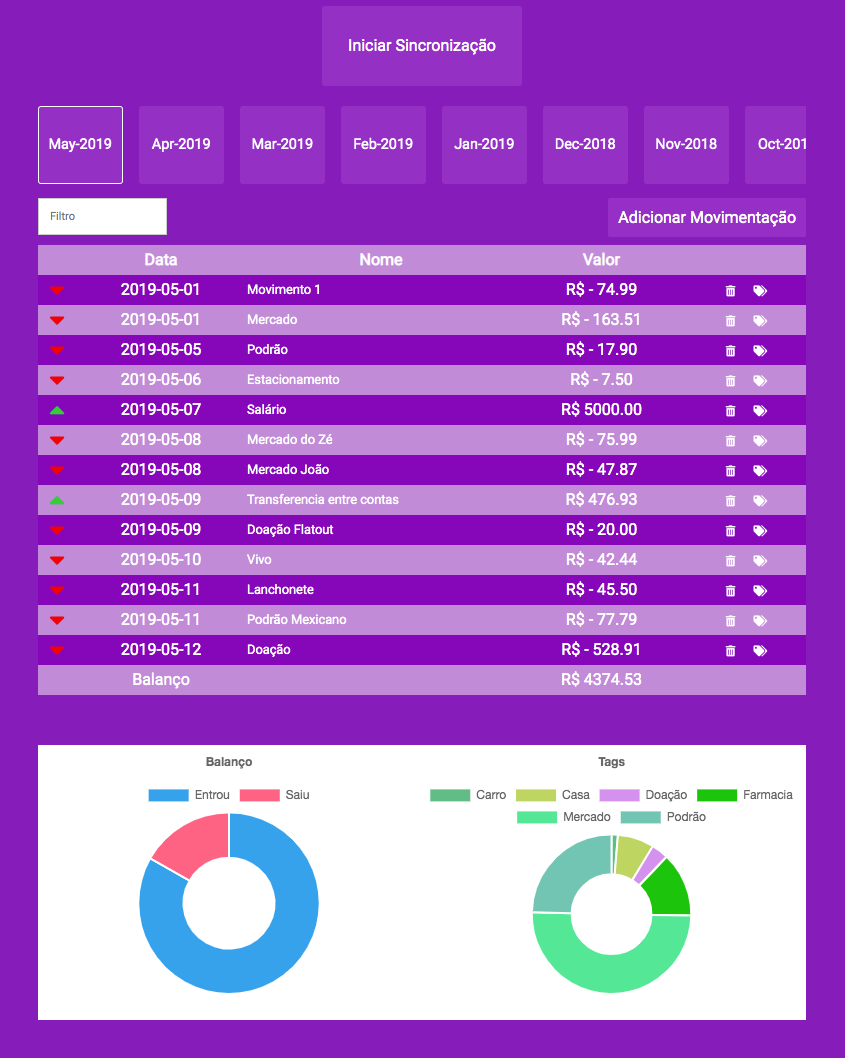 Iniciar Sincronização
May-2019 Apr-2019 Mar-2019 Feb-2019 Jan-2019 Dec-2018 Nov-2018 Oct-201
Filtro Adicionar Movimentação
Data Nome Valor
2019-05-01 Movimento 1 R$ - 74.99
2019-05-01 Mercado R$ - 163.51
2019-05-05 Podrão R$ - 17.90
2019-05-06 Estacionamento R$ - 7.50
2019-05-07 Salário R$ 5000.00
2019-05-08 Mercado do Zé R$ - 75.99
2019-05-08 Mercado João R$ - 47.87
2019-05-09 Transferencia entre contas R$ 476.93
2019-05-09 Doação Flatout R$ - 20.00
2019-05-10 Vivo R$ - 42.44
2019-05-11 Lanchonete R$ - 45.50
2019-05-11 Podrão Mexicano R$ - 77.79
2019-05-12 Doação R$ - 528.91
Balanço R$ 4374.53
Balanço
Entrou Saiu
Tags
Carro Casa Doação Farmacia
Mercado Podrão